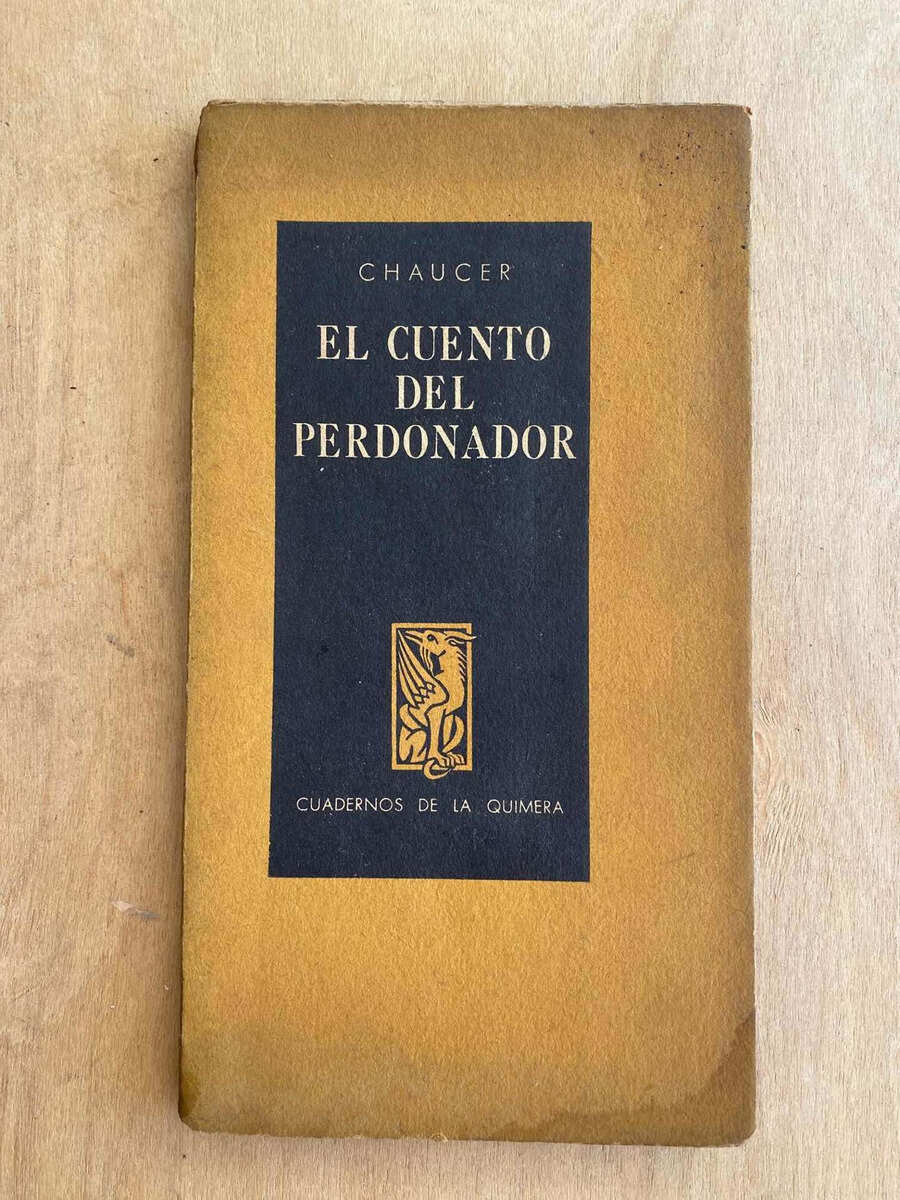 CHAUCER
EL CUENTO
DEL
PERDONADOR
CUADERNOS DE LA QUIMERA